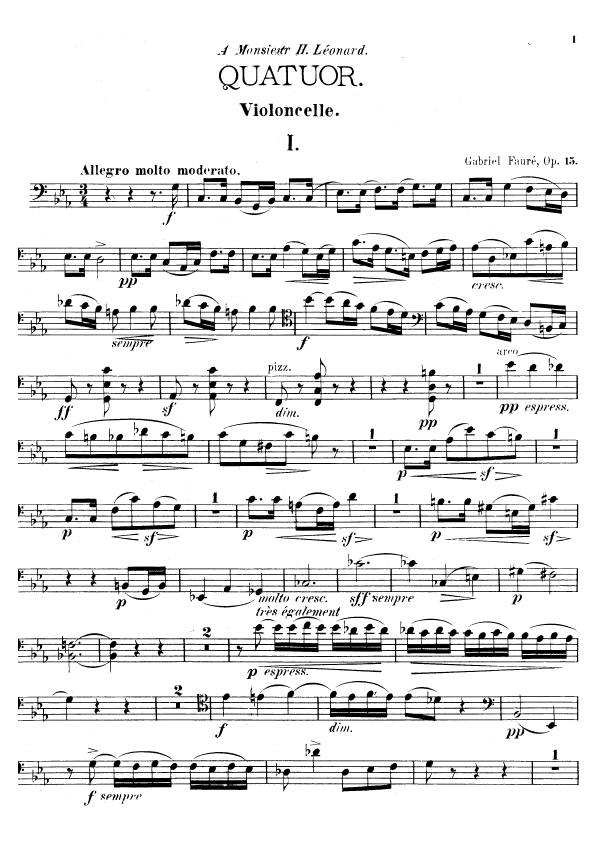 1
A Monsieur H. Léonard.
QUATUOR.
Violoncelle.
I.
Gabriel Fauré, Op. 15.
Allegro molto moderato.
3
4
f
pp
cresc.
sempre
f
pizz.
arco
ff
sf
dim.
pp
pp espress.
1
1
1
p
sf
p
sf
1
1
p
sf
p
sf
p
molto cresc.
sff sempre
p
très également
2
p espress.
2
f
dim.
pp
f sempre